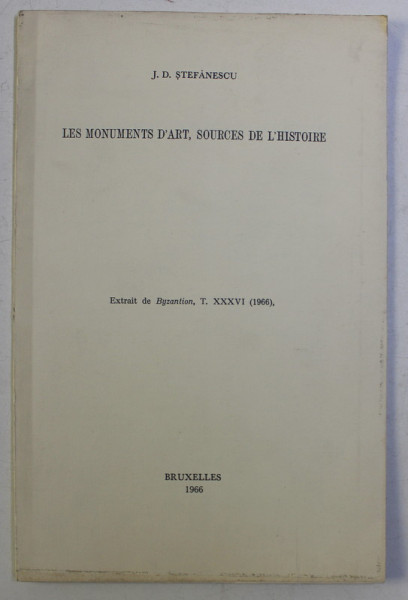 J. D. ŞTEFĂNESCU
LES MONUMENTS D'ART, SOURCES DE L'HISTOIRE
Extrait de Byzantion, T. XXXVI (1966),
BRUXELLES
1966